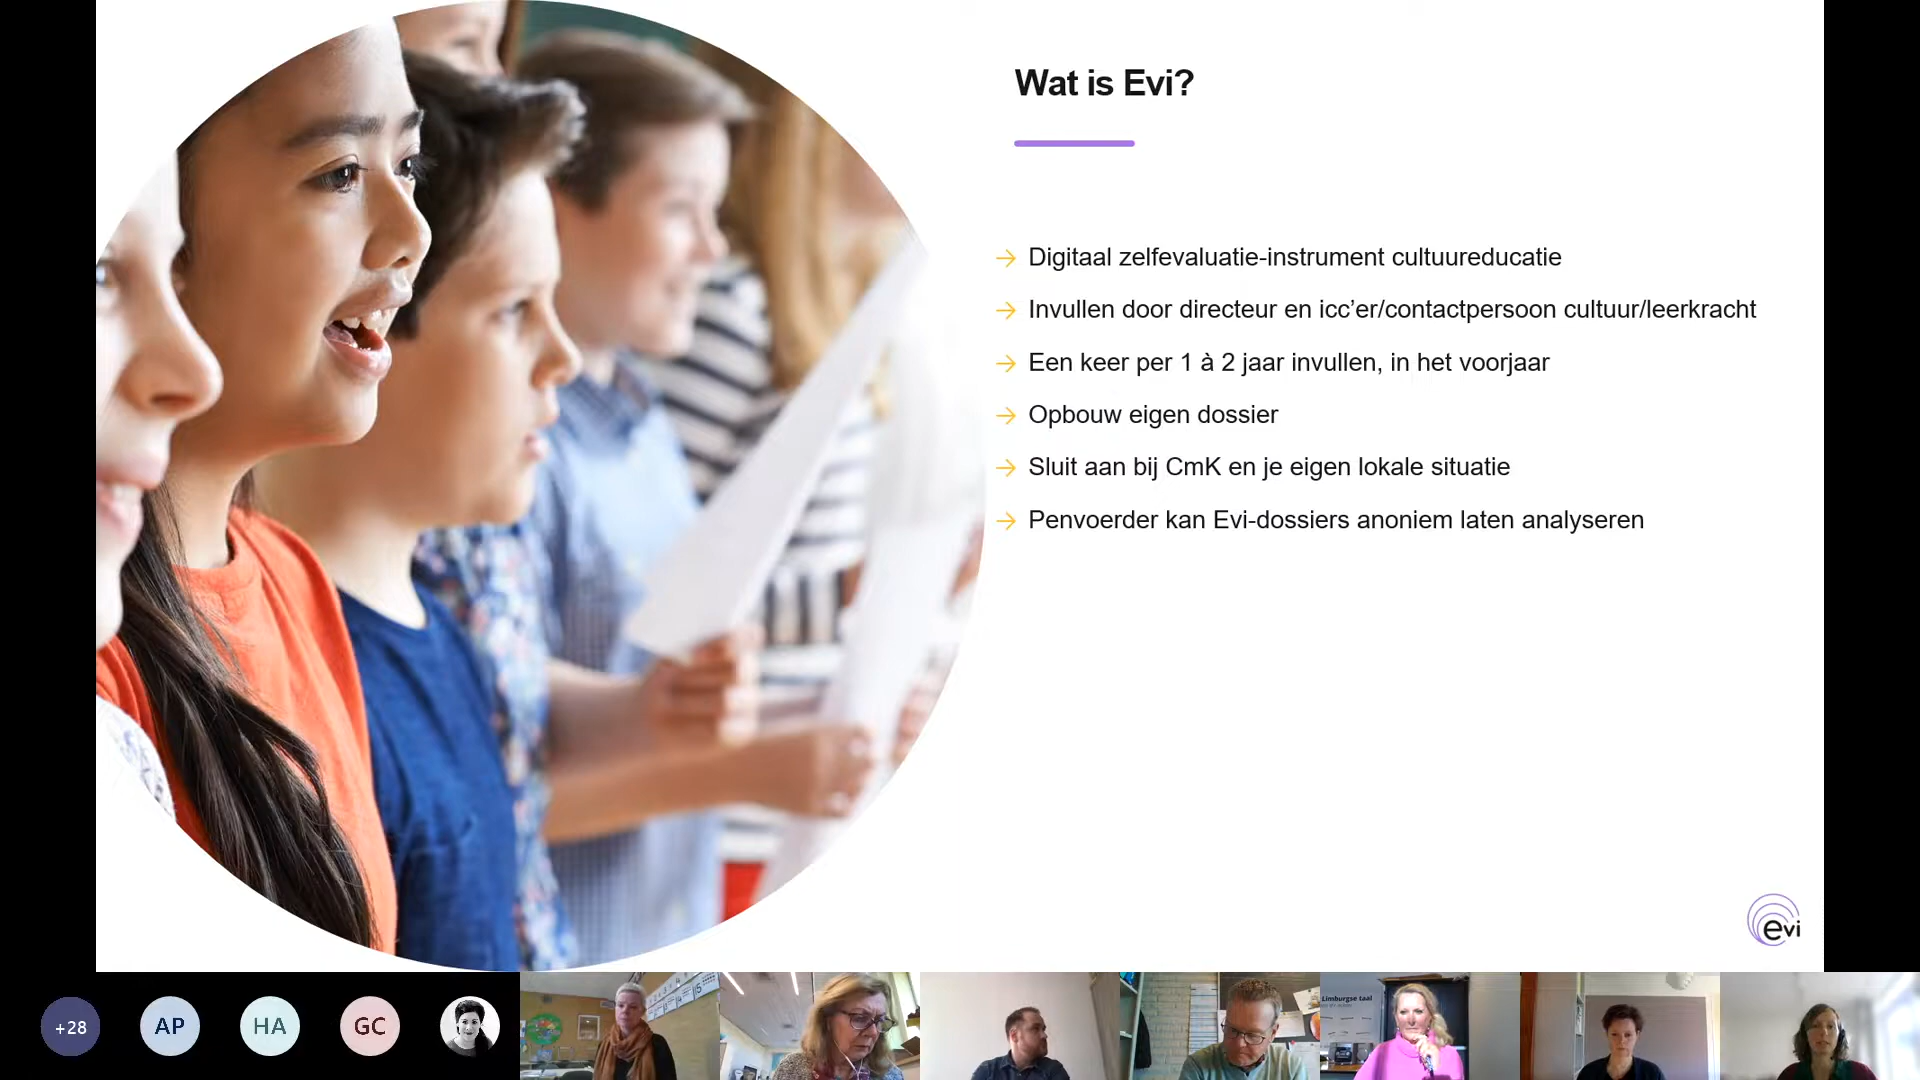 Wat is Evi?
Digitaal zelfevaluatie-instrument cultuureducatie
Invullen door directeur en icc’er/contactpersoon cultuur/leerkracht
Een keer per 1 à 2 jaar invullen, in het voorjaar
Opbouw eigen dossier
Sluit aan bij CmK en je eigen lokale situatie
Penvoerder kan Evi-dossiers anoniem laten analyseren
evi
+28
AP
HA
GC
Limburgse taal